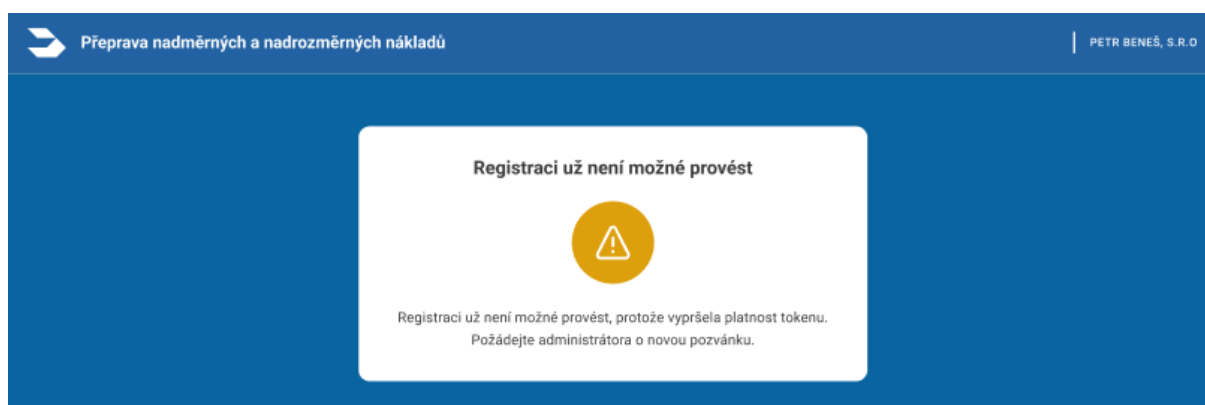 Přeprava nadměrných a nadrozměrných nákladů
PETR BENEŠ, S.R.O
Registraci už není možné provést
Registraci už není možné provést, protože vypršela platnost tokenu.
Požádejte administrátora o novou pozvánku.